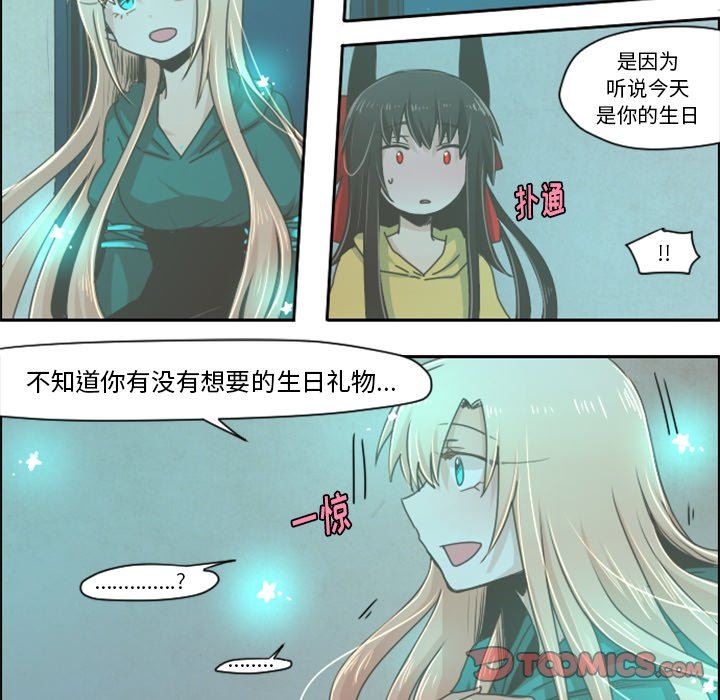 是因为
听说今天
是你的生日
扑通
!!
不知道你有没有想要的生日礼物...
一惊
..............?
........
TOOMICS.com